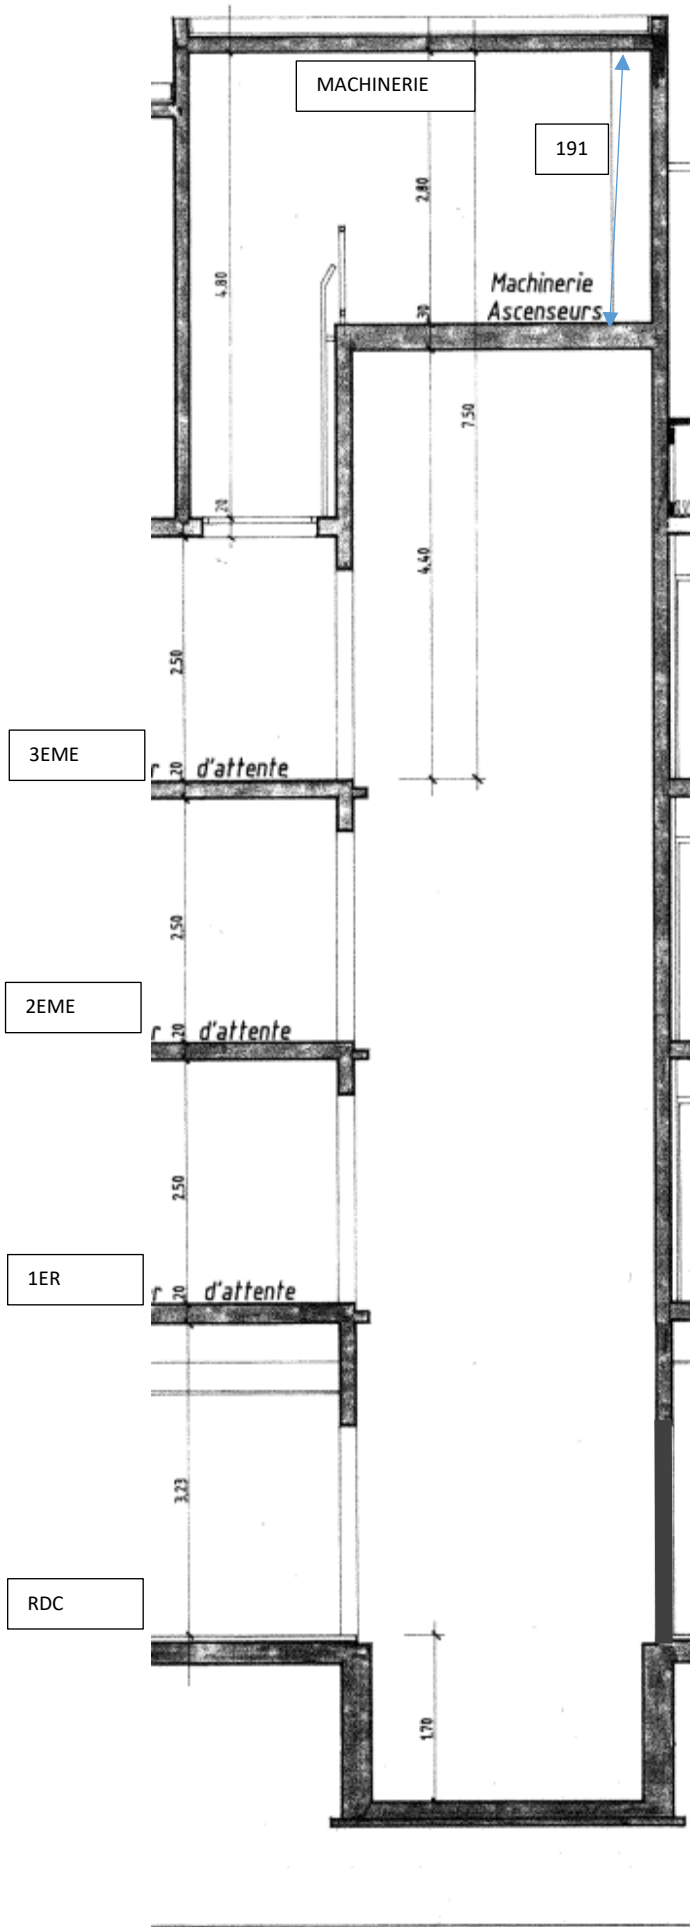 MACHINERIE
191
2.80
4.80
Machinerie
Ascenseurs
30
7.50
20
4.40
2.50
3EME
r 20 d'attente
2.50
2EME
r 20 d'attente
2.50
1ER
r 20 d'attente
3.23
RDC
1.70